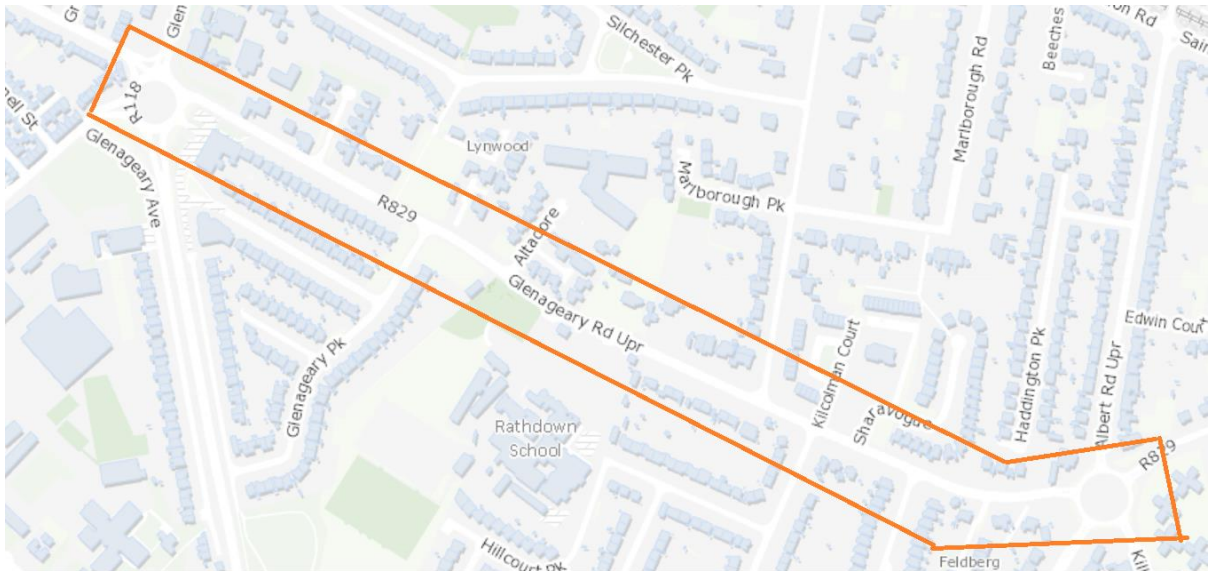 Silchester Pk
Marlborough Rd
Beeches
Rd
R118
Glenageary Ave
Lynwood
Marlborough Pk
R829
Altadore
Glenageary Rd Upr
Glenageary Pk
Rathdown
School
Kilcolman Court
Sharavogue
Haddington Pk
Albert Rd Upr
Edwin Court
R829
Hillcourt Pk
Feldberg